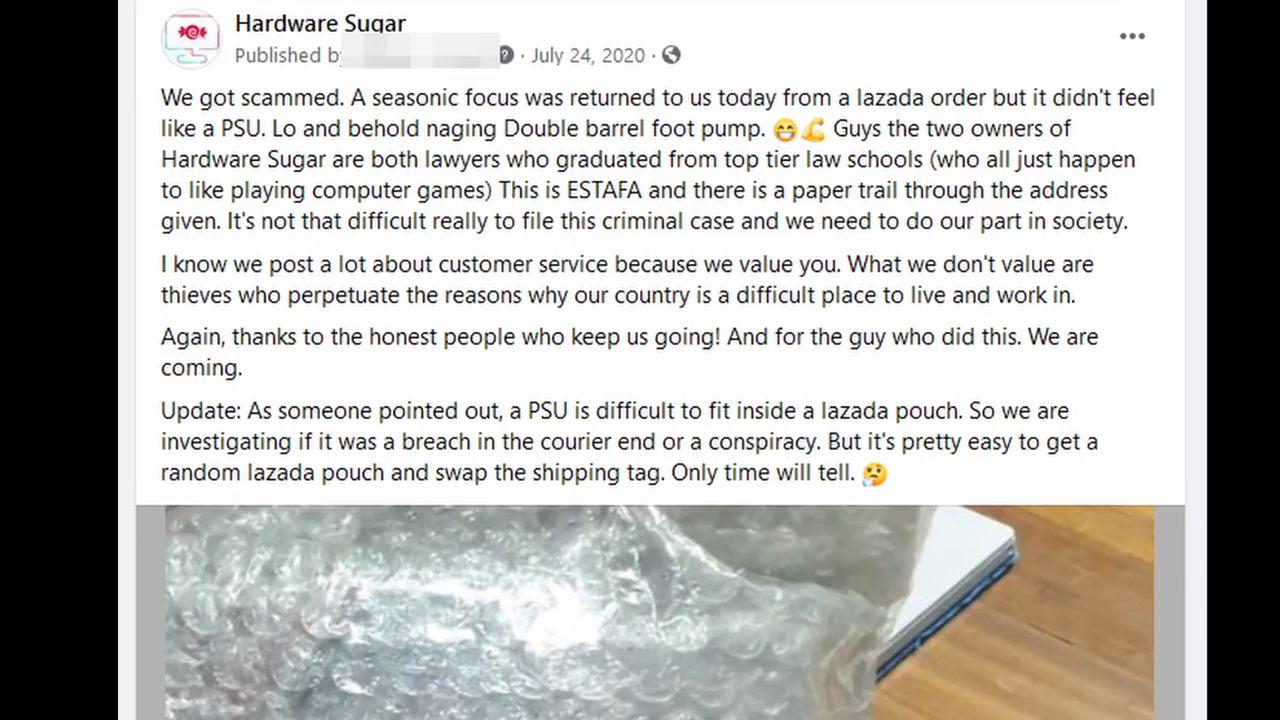 Hardware Sugar
Published by · July 24, 2020 ·
We got scammed. A seasonic focus was returned to us today from a lazada order but it didn't feel
like a PSU. Lo and behold naging Double barrel foot pump. 😁💪 Guys the two owners of
Hardware Sugar are both lawyers who graduated from top tier law schools (who all just happen
to like playing computer games) This is ESTAFA and there is a paper trail through the address
given. It's not that difficult really to file this criminal case and we need to do our part in society.
I know we post a lot about customer service because we value you. What we don't value are
thieves who perpetuate the reasons why our country is a difficult place to live and work in.
Again, thanks to the honest people who keep us going! And for the guy who did this. We are
coming.
Update: As someone pointed out, a PSU is difficult to fit inside a lazada pouch. So we are
investigating if it was a breach in the courier end or a conspiracy. But it's pretty easy to get a
random lazada pouch and swap the shipping tag. Only time will tell. 🤔